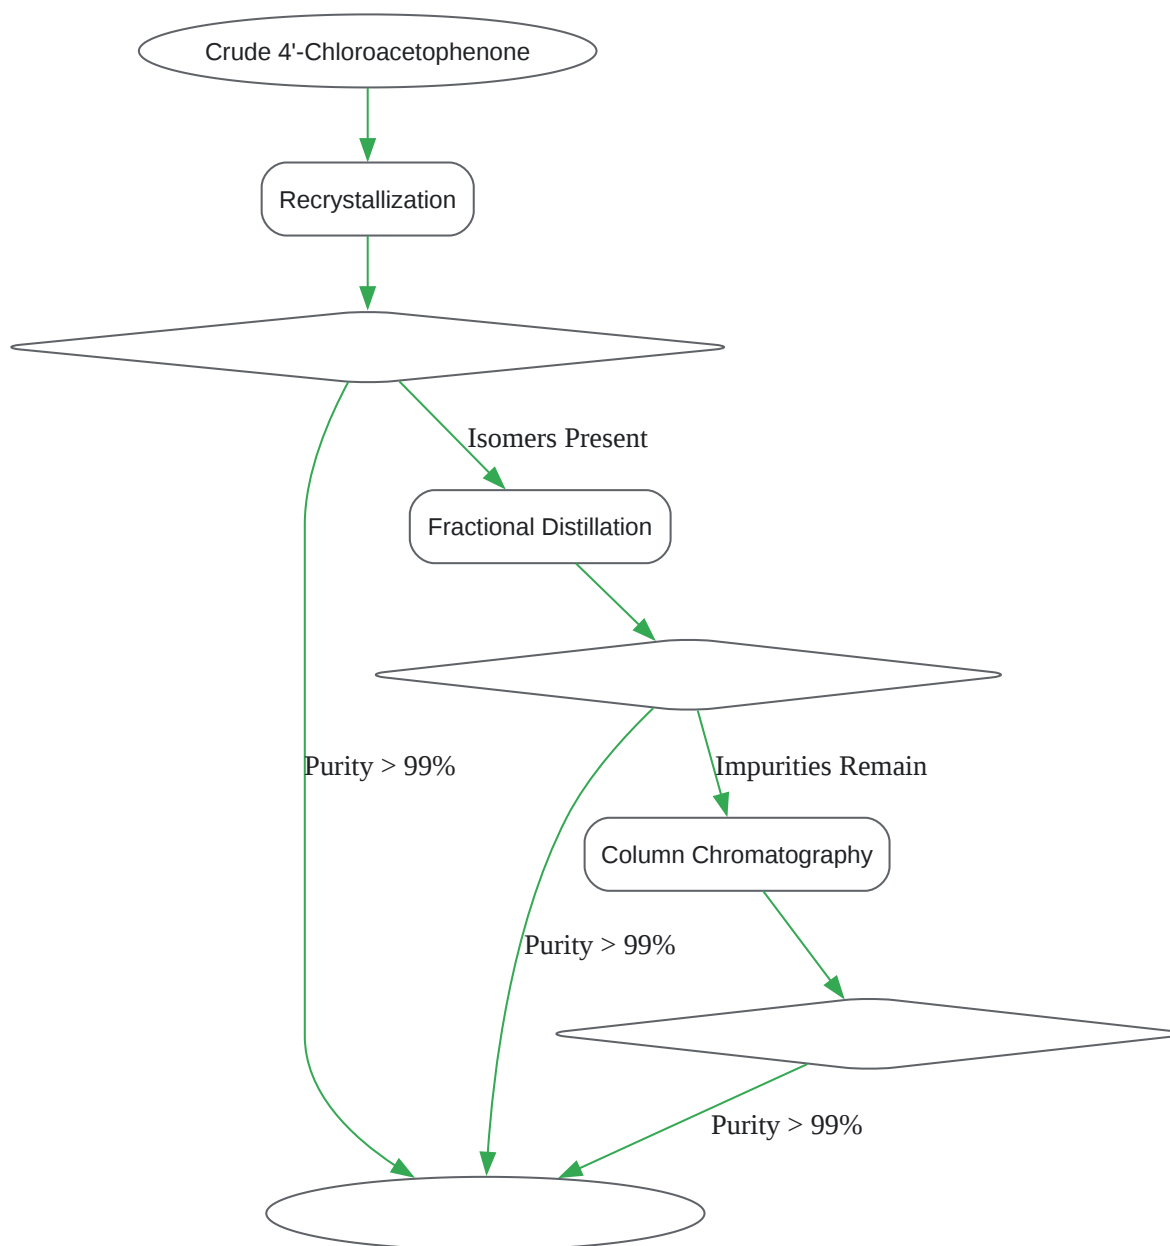 Crude 4'-Chloroacetophenone
Recrystallization
Isomers Present
Fractional Distillation
Purity > 99%
Impurities Remain
Column Chromatography
Purity > 99%
Purity > 99%